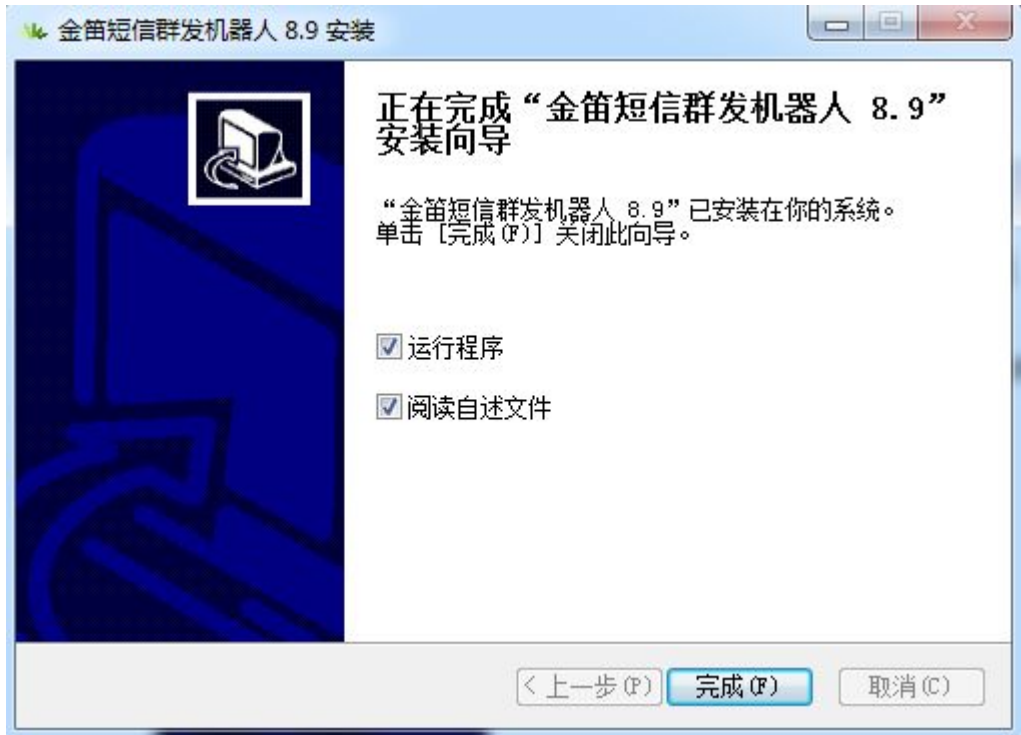 金笛短信群发机器人 8.9 安装
正在完成“金笛短信群发机器人 8.9”
安装向导
“金笛短信群发机器人 8.9”已安装在你的系统。
单击 [完成(F)] 关闭此向导。
运行程序
阅读自述文件
< 上一步(P) 完成(F) 取消(C)